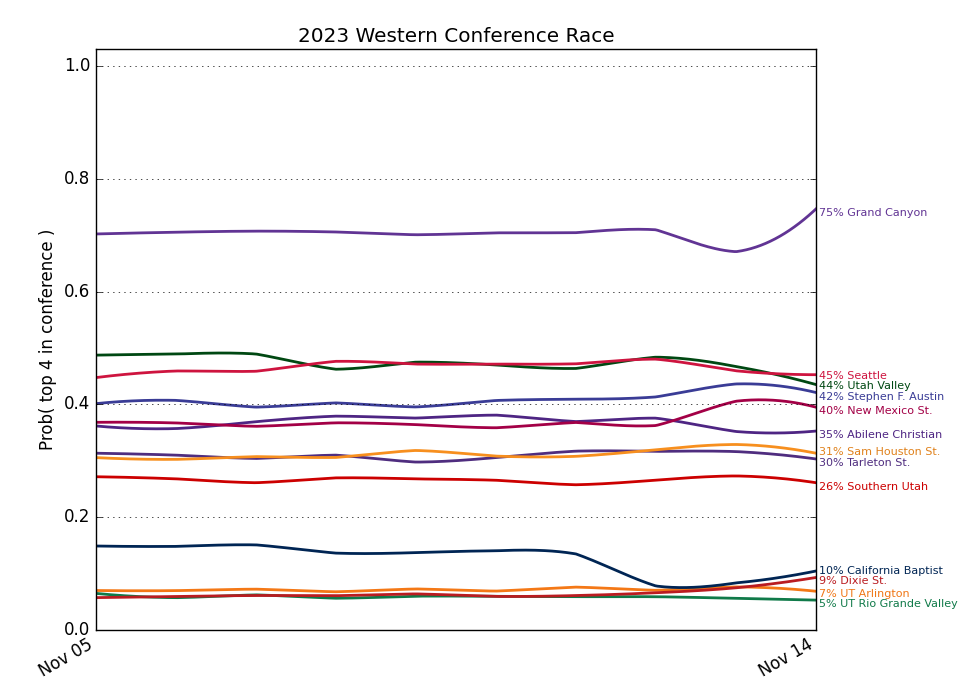 2023 Western Conference Race
Prob( top 4 in conference )
1.0
0.8
0.6
0.4
0.2
0.0
Nov 05
Nov 14
75% Grand Canyon
45% Seattle
44% Utah Valley
42% Stephen F. Austin
40% New Mexico St.
35% Abilene Christian
31% Sam Houston St.
30% Tarleton St.
26% Southern Utah
10% California Baptist
9% Dixie St.
7% UT Arlington
5% UT Rio Grande Valley